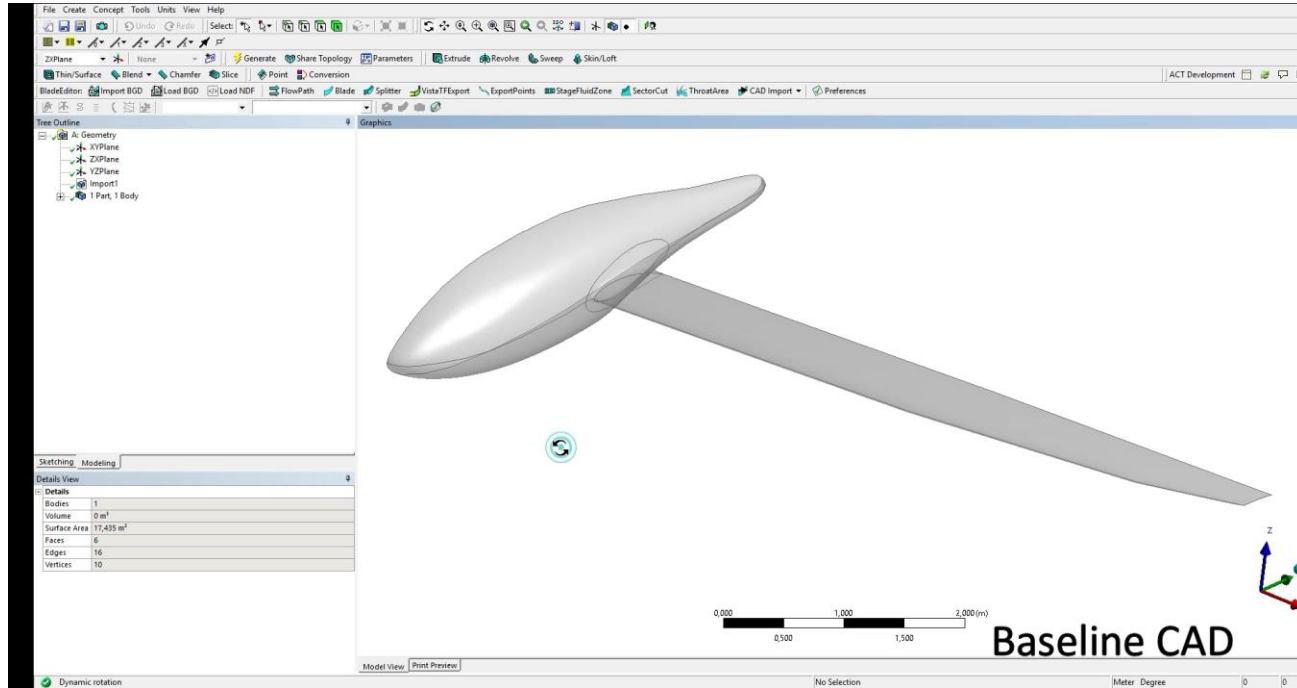 File Create Concept Tools Units View Help
Undo Redo Select:
ZXPlane None Generate Share Topology Parameters Extrude Revolve Sweep Skin/Loft
Thin/Surface Blend Chamfer Slice Point Conversion ACT Development
BladeEditor: Import BGD Load BGD Load NDF FlowPath Blade Splitter VistaTFExport ExportPoints StageFluidZone SectorCut ThroatArea CAD Import Preferences
Tree Outline
A: Geometry
XYPlane
ZXPlane
YZPlane
Import1
1 Part, 1 Body
Sketching Modeling
Details View
Details
Bodies 1
Volume 0 m³
Surface Area 17,435 m²
Faces 6
Edges 16
Vertices 10
Graphics
Z
0,000 1,000 2,000 (m)
0,500 1,500
Baseline CAD
Model View Print Preview
Dynamic rotation No Selection Meter Degree 0 0